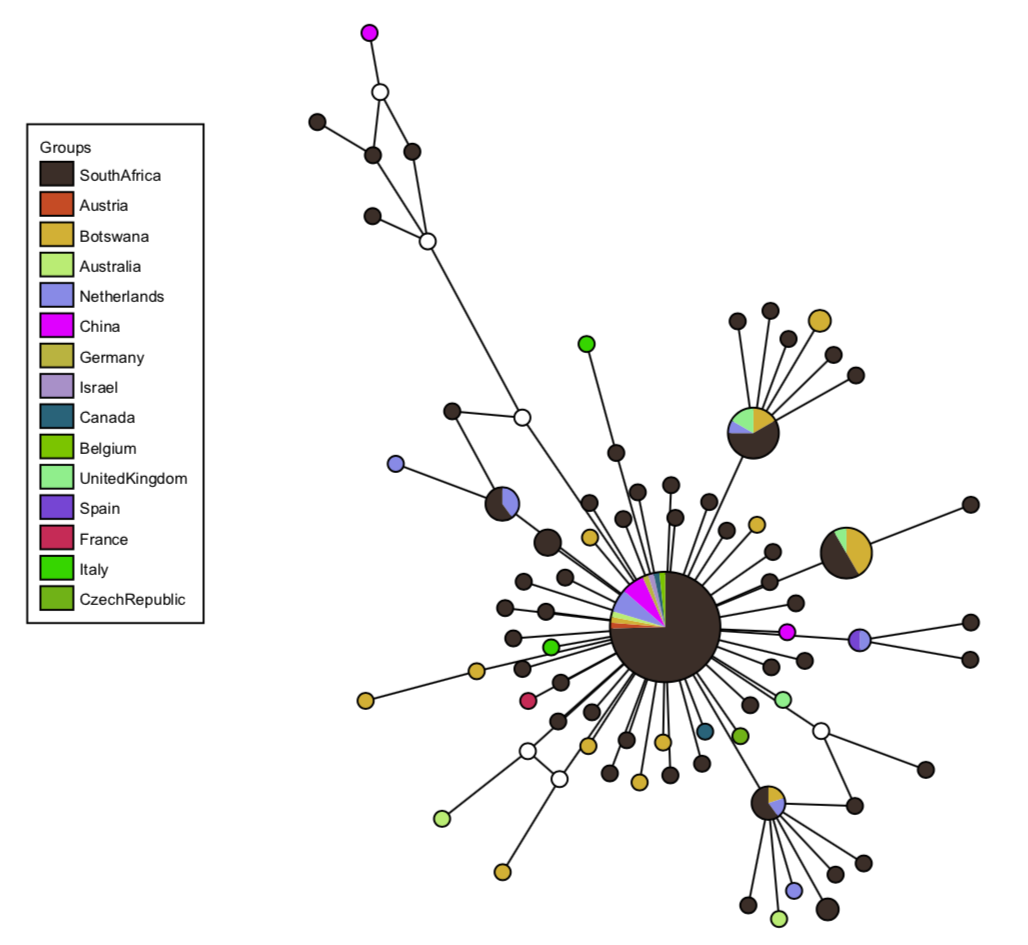 Groups
SouthAfrica
Austria
Botswana
Australia
Netherlands
China
Germany
Israel
Canada
Belgium
UnitedKingdom
Spain
France
Italy
CzechRepublic